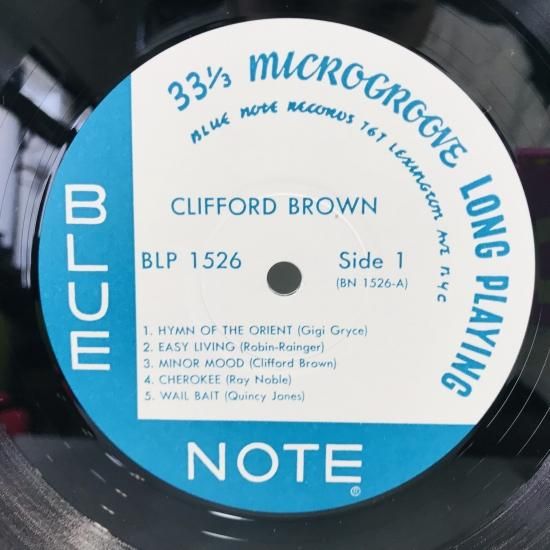 33⅓ MICROGROOVE LONG PLAYING
BLUE NOTE RECORDS 767 LEXINGTON AVE NYC
CLIFFORD BROWN
BLP 1526
Side 1
(BN 1526-A)
1. HYMN OF THE ORIENT (Gigi Gryce)
2. EASY LIVING (Robin-Rainger)
3. MINOR MOOD (Clifford Brown)
4. CHEROKEE (Ray Noble)
5. WAIL BAIT (Quincy Jones)
BLUE
NOTE